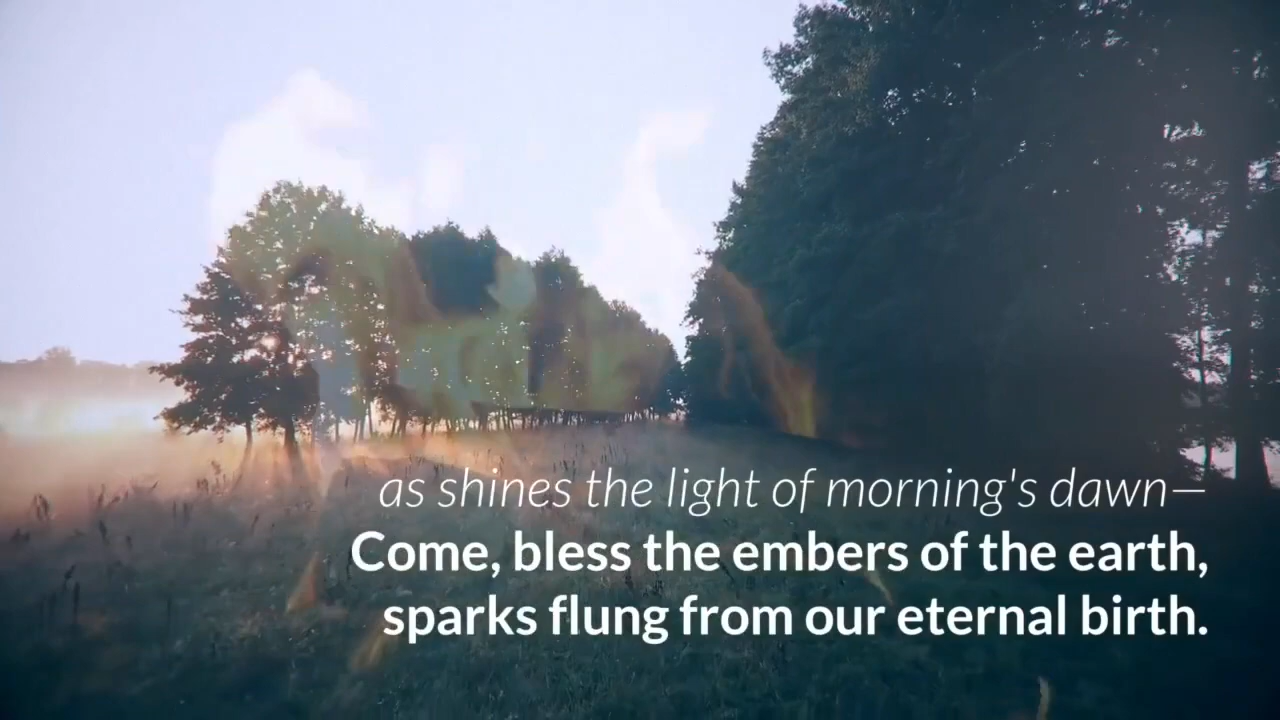 as shines the light of morning's dawn—
Come, bless the embers of the earth,
sparks flung from our eternal birth.